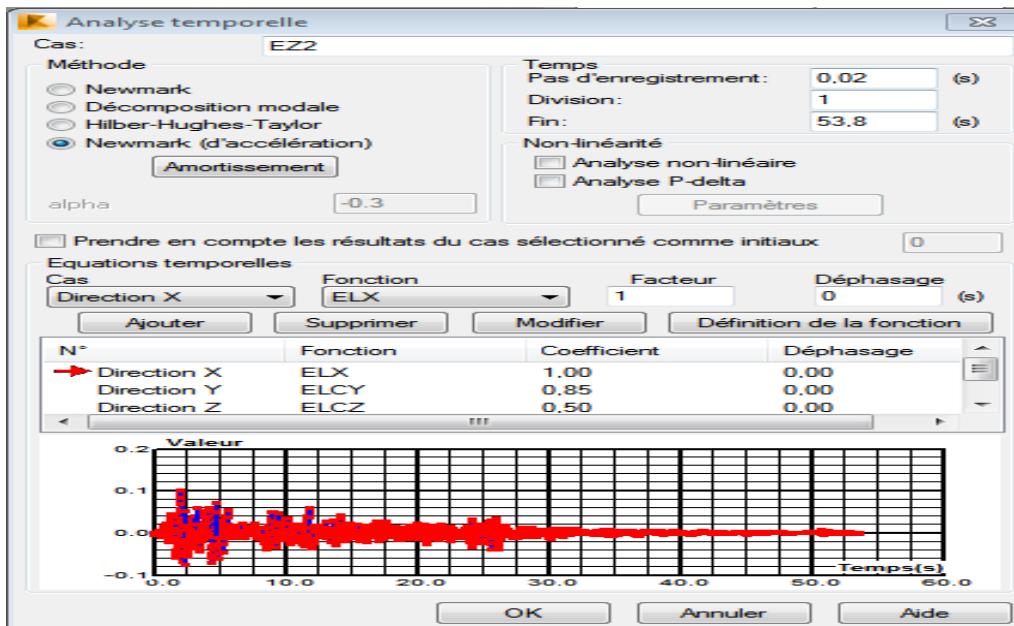 Analyse temporelle
Cas: EZ2
Méthode
Newmark
Décomposition modale
Hilber-Hughes-Taylor
Newmark (d'accélération)
Amortissement
alpha -0.3
Temps
Pas d'enregistrement: 0,02 (s)
Division: 1
Fin: 53,8 (s)
Non-linéarité
Analyse non-linéaire
Analyse P-delta
Paramètres
Prendre en compte les résultats du cas sélectionné comme initiaux 0
Equations temporelles
Cas Fonction Facteur Déphasage
Direction X ELX 1 0 (s)
Ajouter Supprimer Modifier Définition de la fonction
N° Fonction Coefficient Déphasage
Direction X ELX 1.00 0.00
Direction Y ELCY 0,85 0,00
Direction Z ELCZ 0,50 0,00
Valeur
0.2
0.1
0.0
-0.1
Temps(s)
0.0 10.0 20.0 30.0 40.0 50.0 60.0
OK Annuler Aide